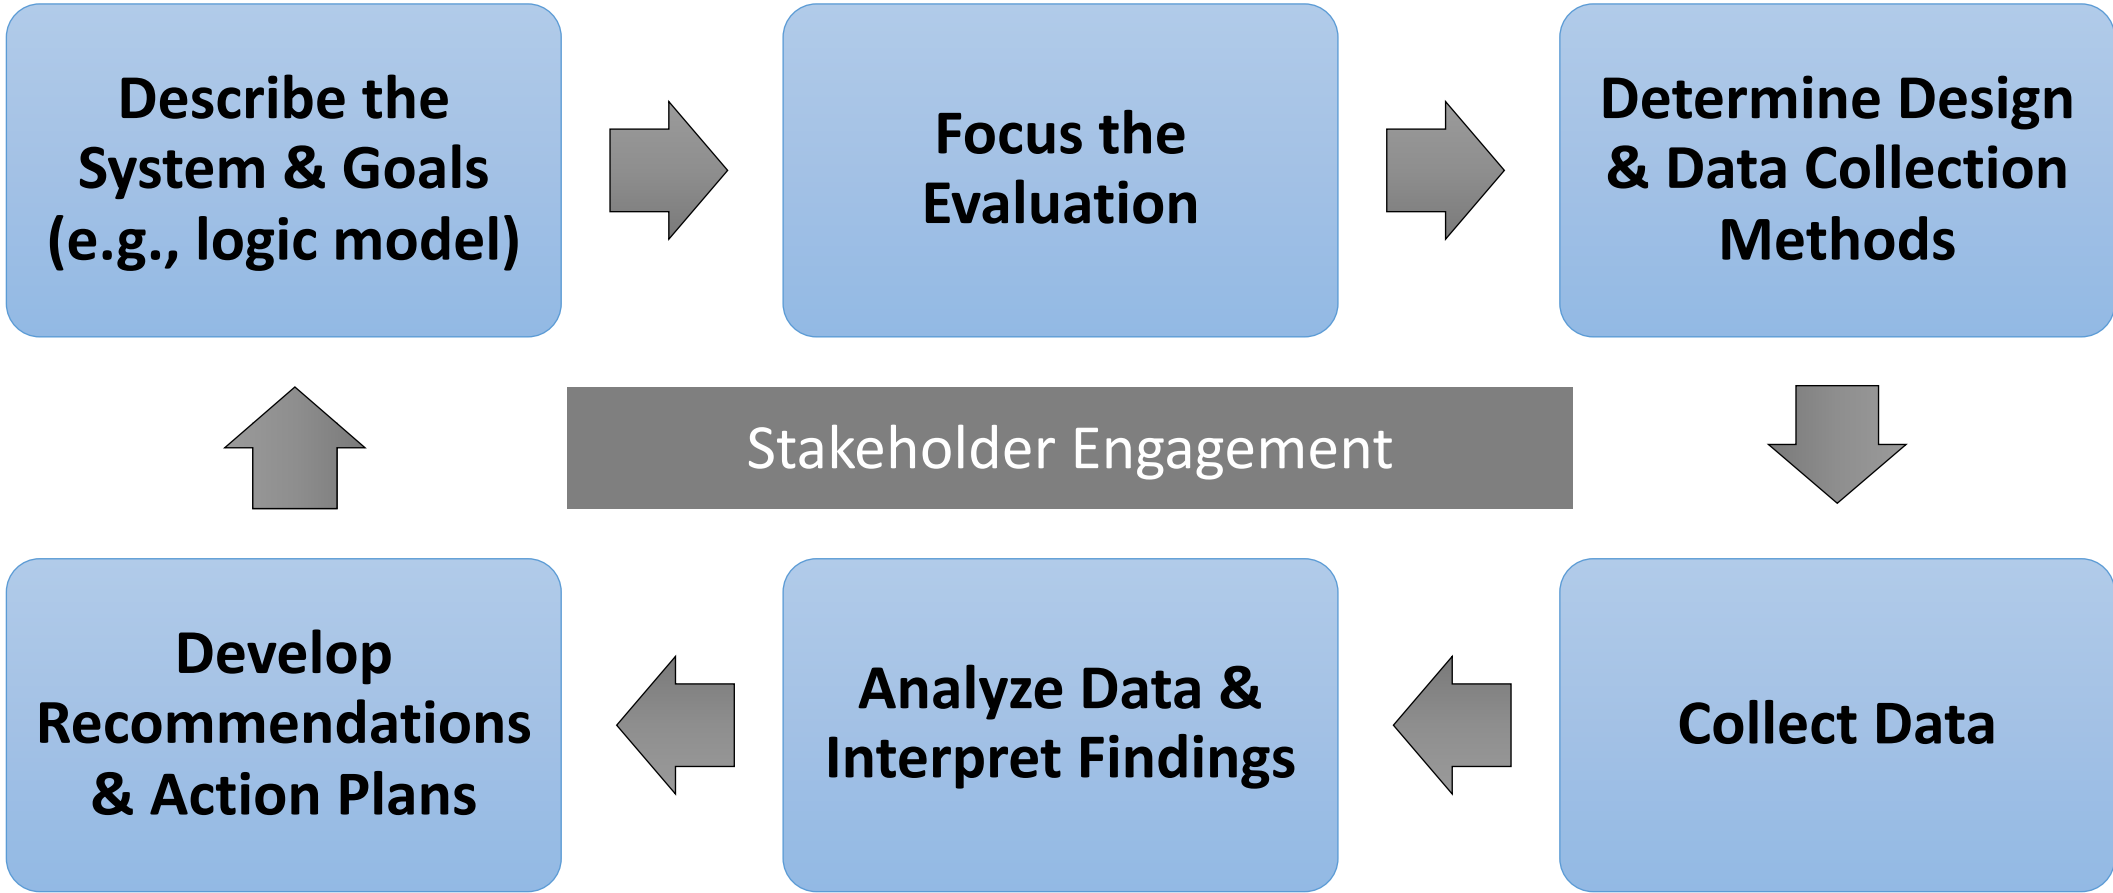 Describe the
System & Goals
(e.g., logic model)
Focus the
Evaluation
Determine Design
& Data Collection
Methods
Stakeholder Engagement
Develop
Recommendations
& Action Plans
Analyze Data &
Interpret Findings
Collect Data